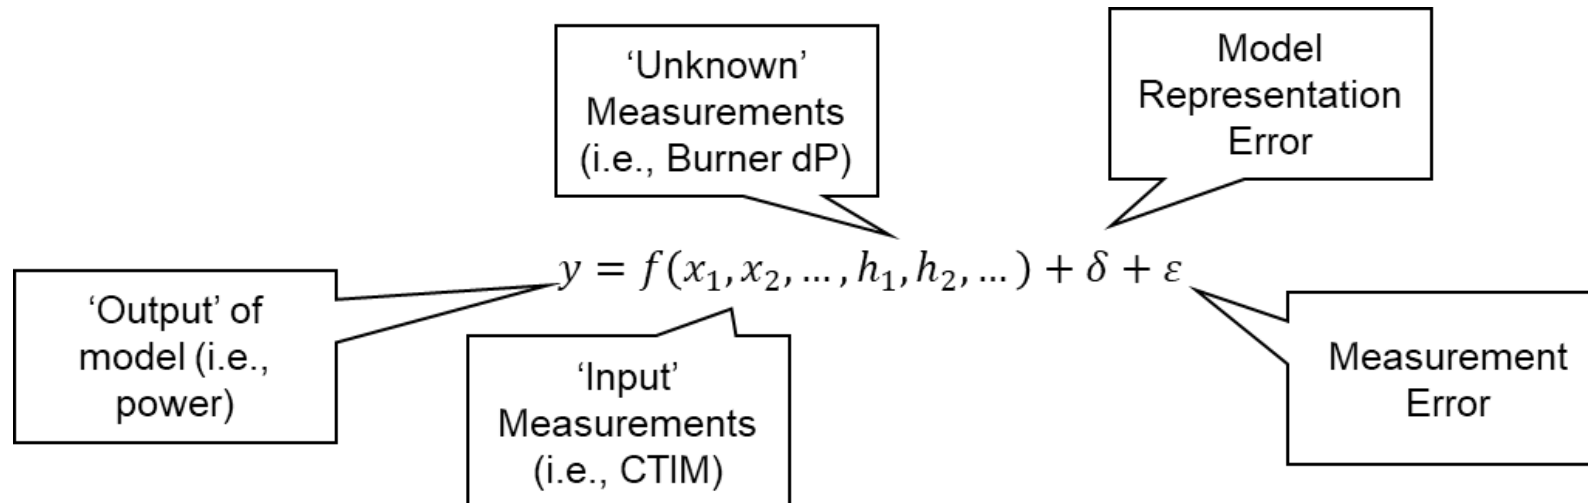 ‘Unknown’
Measurements
(i.e., Burner dP)
Model
Representation
Error
y = f(x₁, x₂, … , h₁, h₂, … ) + δ + ε
‘Output’ of
model (i.e.,
power)
‘Input’
Measurements
(i.e., CTIM)
Measurement
Error